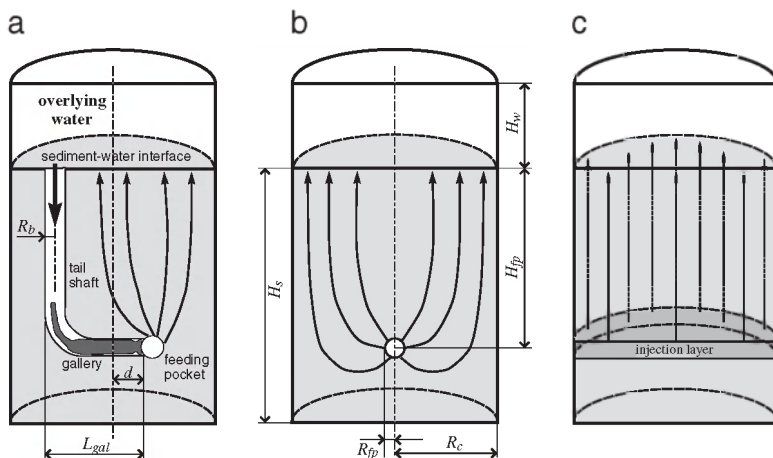 a
b
c
overlying
water
sediment-water interface
R_b
tail
shaft
gallery
feeding
pocket
d
L_gal
H_w
H_s
H_fp
R_fp
R_c
injection layer